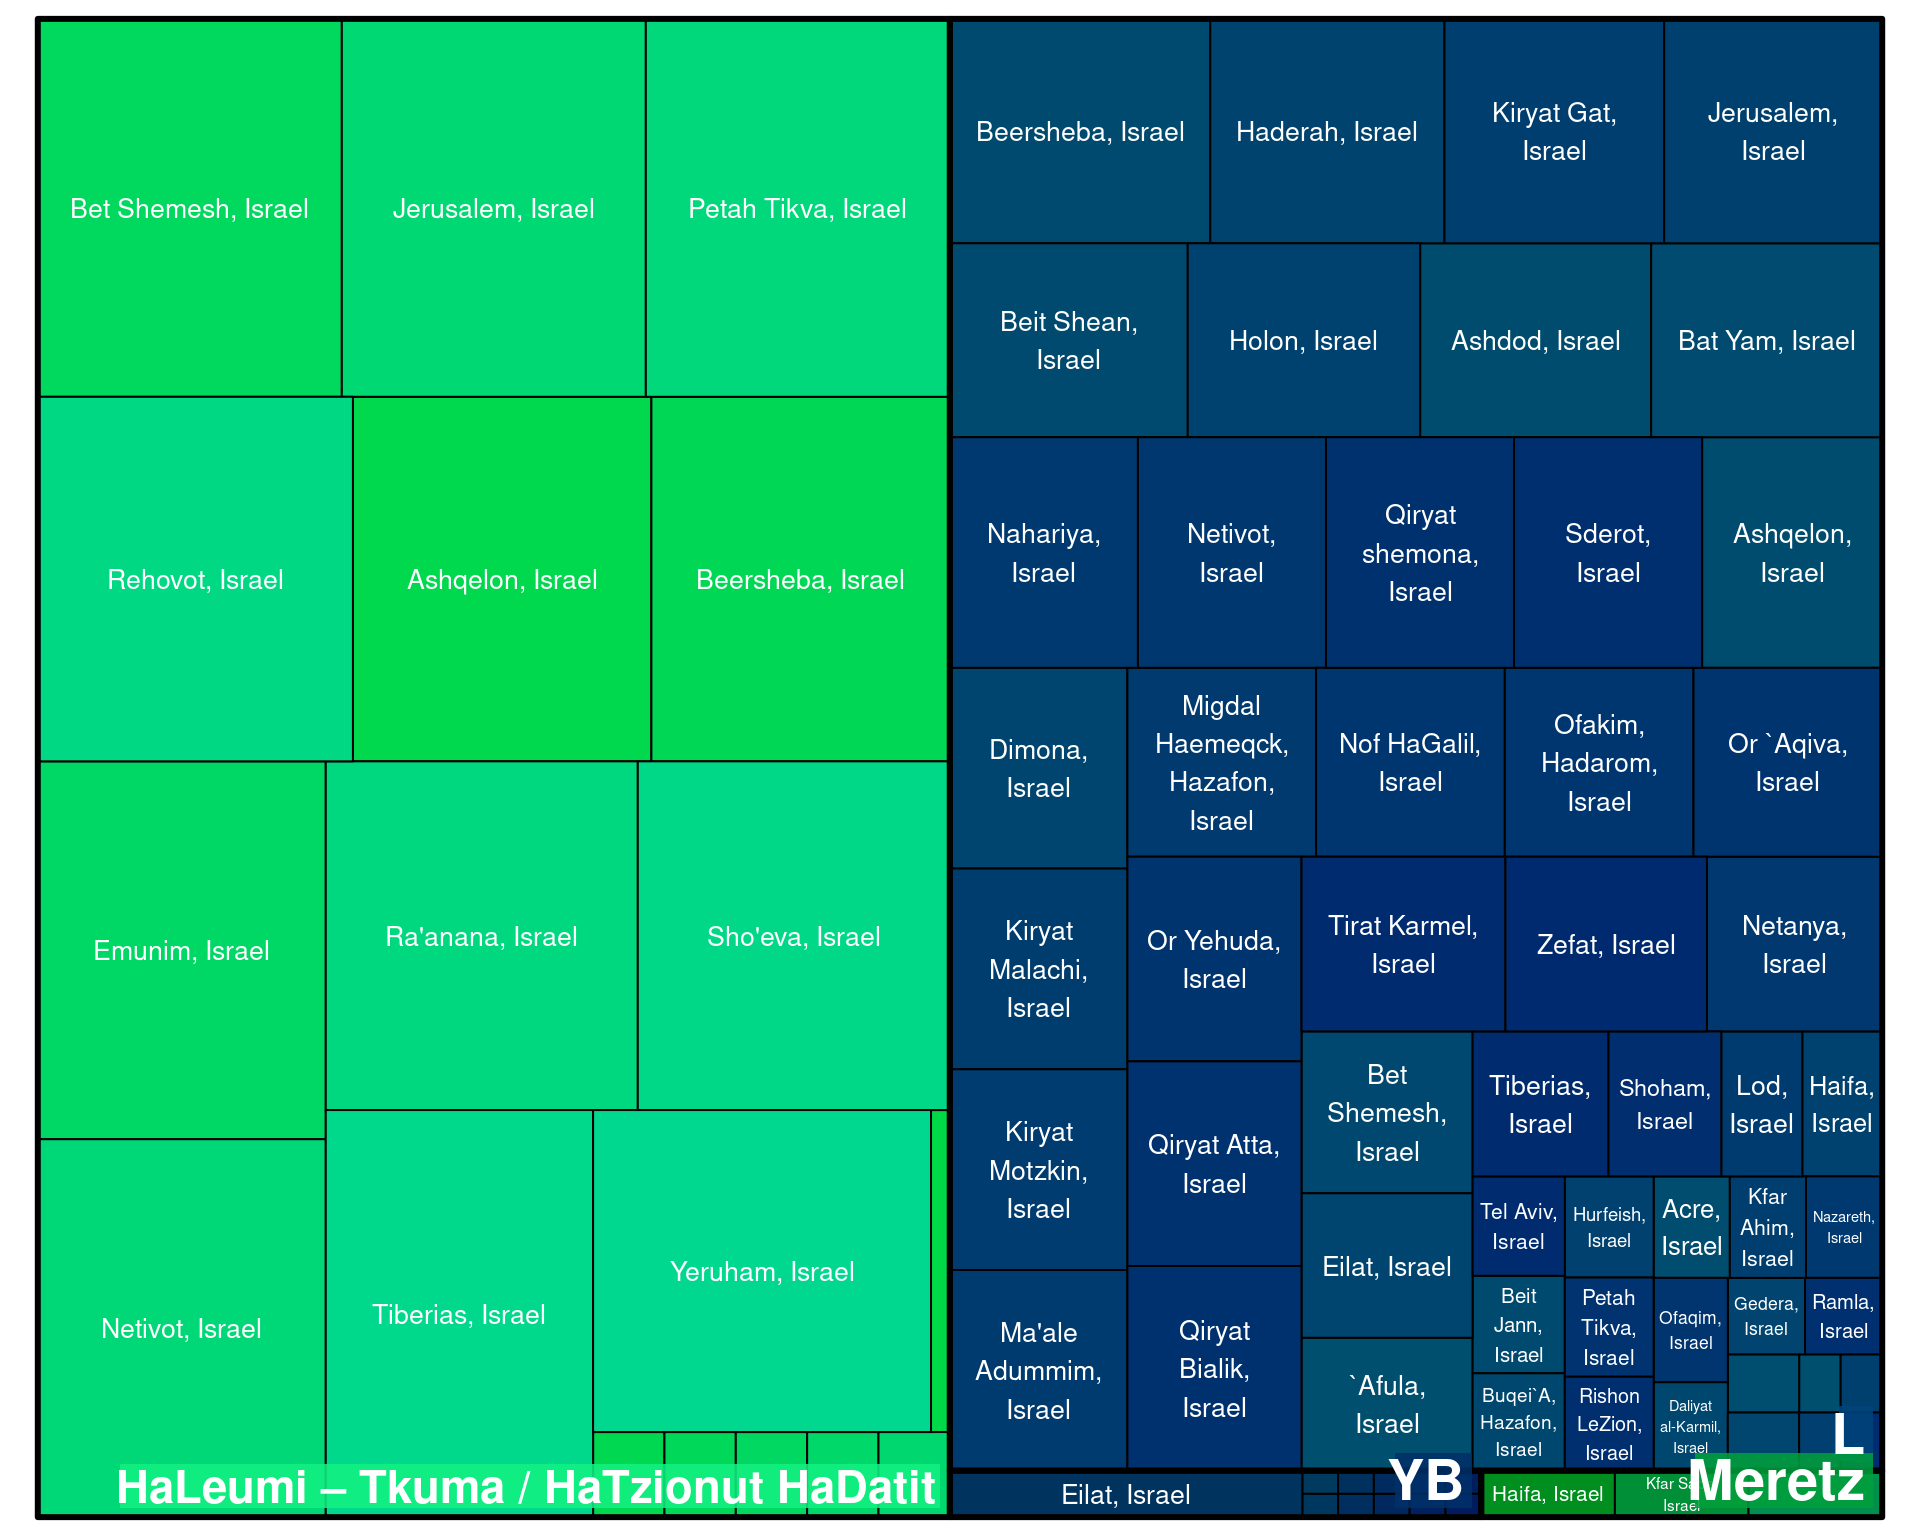 Bet Shemesh, Israel
Jerusalem, Israel
Petah Tikva, Israel
Rehovot, Israel
Ashqelon, Israel
Beersheba, Israel
Emunim, Israel
Ra'anana, Israel
Sho'eva, Israel
Netivot, Israel
Tiberias, Israel
Yeruham, Israel
HaLeumi – Tkuma / HaTzionut HaDatit
Beersheba, Israel
Haderah, Israel
Kiryat Gat,
Israel
Jerusalem,
Israel
Beit Shean,
Israel
Holon, Israel
Ashdod, Israel
Bat Yam, Israel
Nahariya,
Israel
Netivot,
Israel
Qiryat
shemona,
Israel
Sderot,
Israel
Ashqelon,
Israel
Dimona,
Israel
Migdal
Haemeqck,
Hazafon,
Israel
Nof HaGalil,
Israel
Ofakim,
Hadarom,
Israel
Or `Aqiva,
Israel
Kiryat
Malachi,
Israel
Or Yehuda,
Israel
Tirat Karmel,
Israel
Zefat, Israel
Netanya,
Israel
Kiryat
Motzkin,
Israel
Qiryat Atta,
Israel
Bet
Shemesh,
Israel
Tiberias,
Israel
Shoham,
Israel
Lod,
Israel
Haifa,
Israel
Ma'ale
Adummim,
Israel
Qiryat
Bialik,
Israel
Eilat, Israel
`Afula,
Israel
Tel Aviv,
Israel
Hurfeish,
Israel
Acre,
Israel
Kfar
Ahim,
Israel
Nazareth,
Israel
Beit
Jann,
Israel
Petah
Tikva,
Israel
Ofaqim,
Israel
Gedera,
Israel
Ramla,
Israel
Buqei`A,
Hazafon,
Israel
Rishon
LeZion,
Israel
Daliyat
al-Karmil,
Israel
L
Eilat, Israel
YB
Haifa, Israel
Kfar
Israel
Meretz